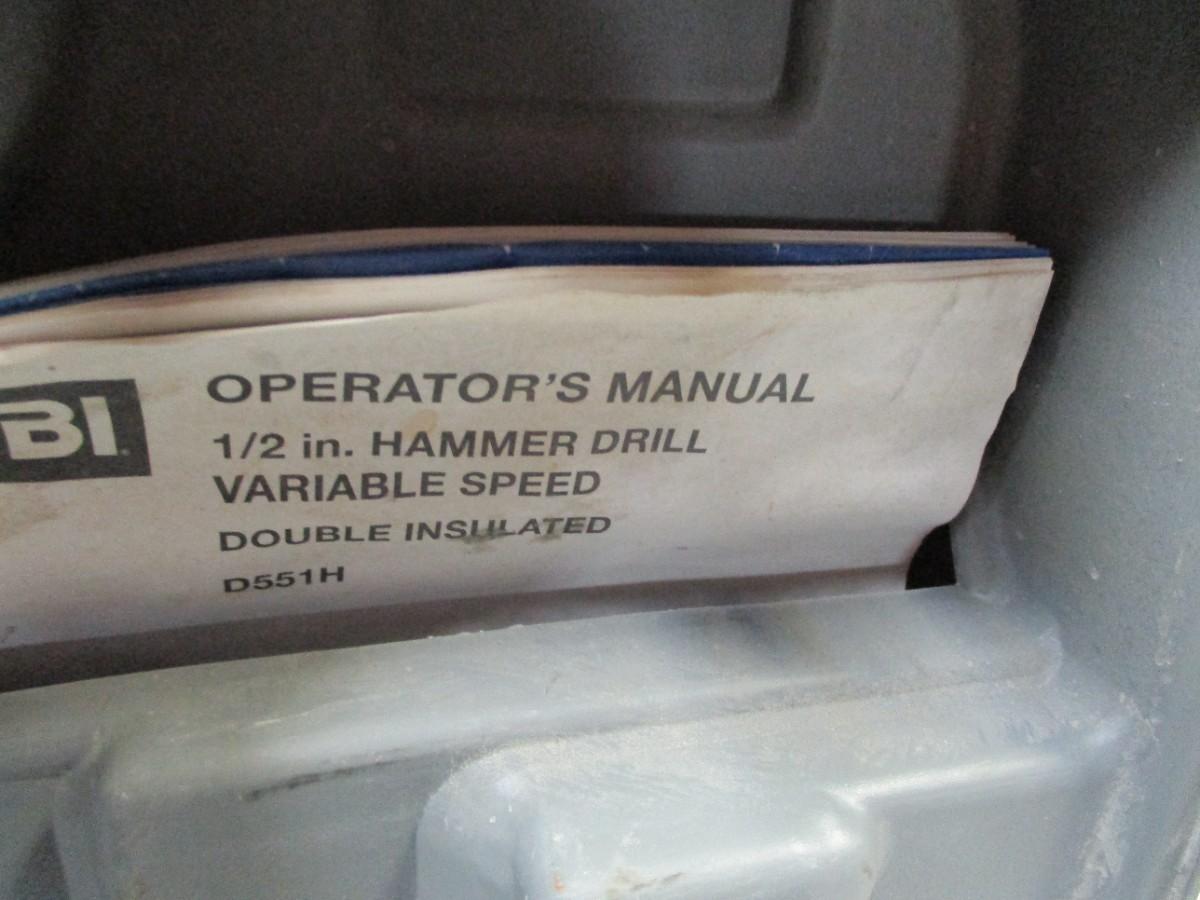 BI
OPERATOR'S MANUAL
1/2 in. HAMMER DRILL
VARIABLE SPEED
DOUBLE INSULATED
D551H